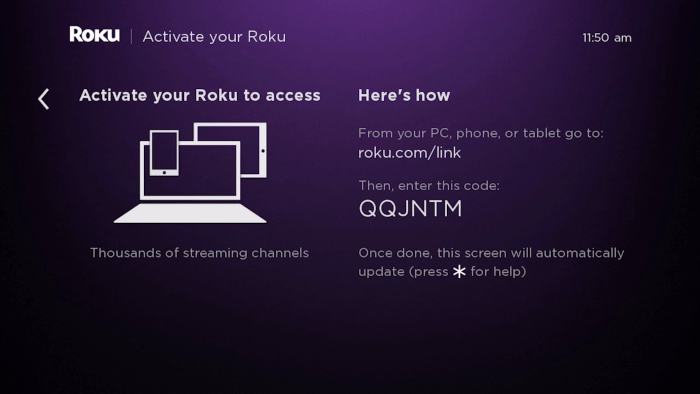 Roku | Activate your Roku
11:50 am
Activate your Roku to access
Thousands of streaming channels
Here's how
From your PC, phone, or tablet go to:
roku.com/link
Then, enter this code:
QQJNTM
Once done, this screen will automatically
update (press * for help)